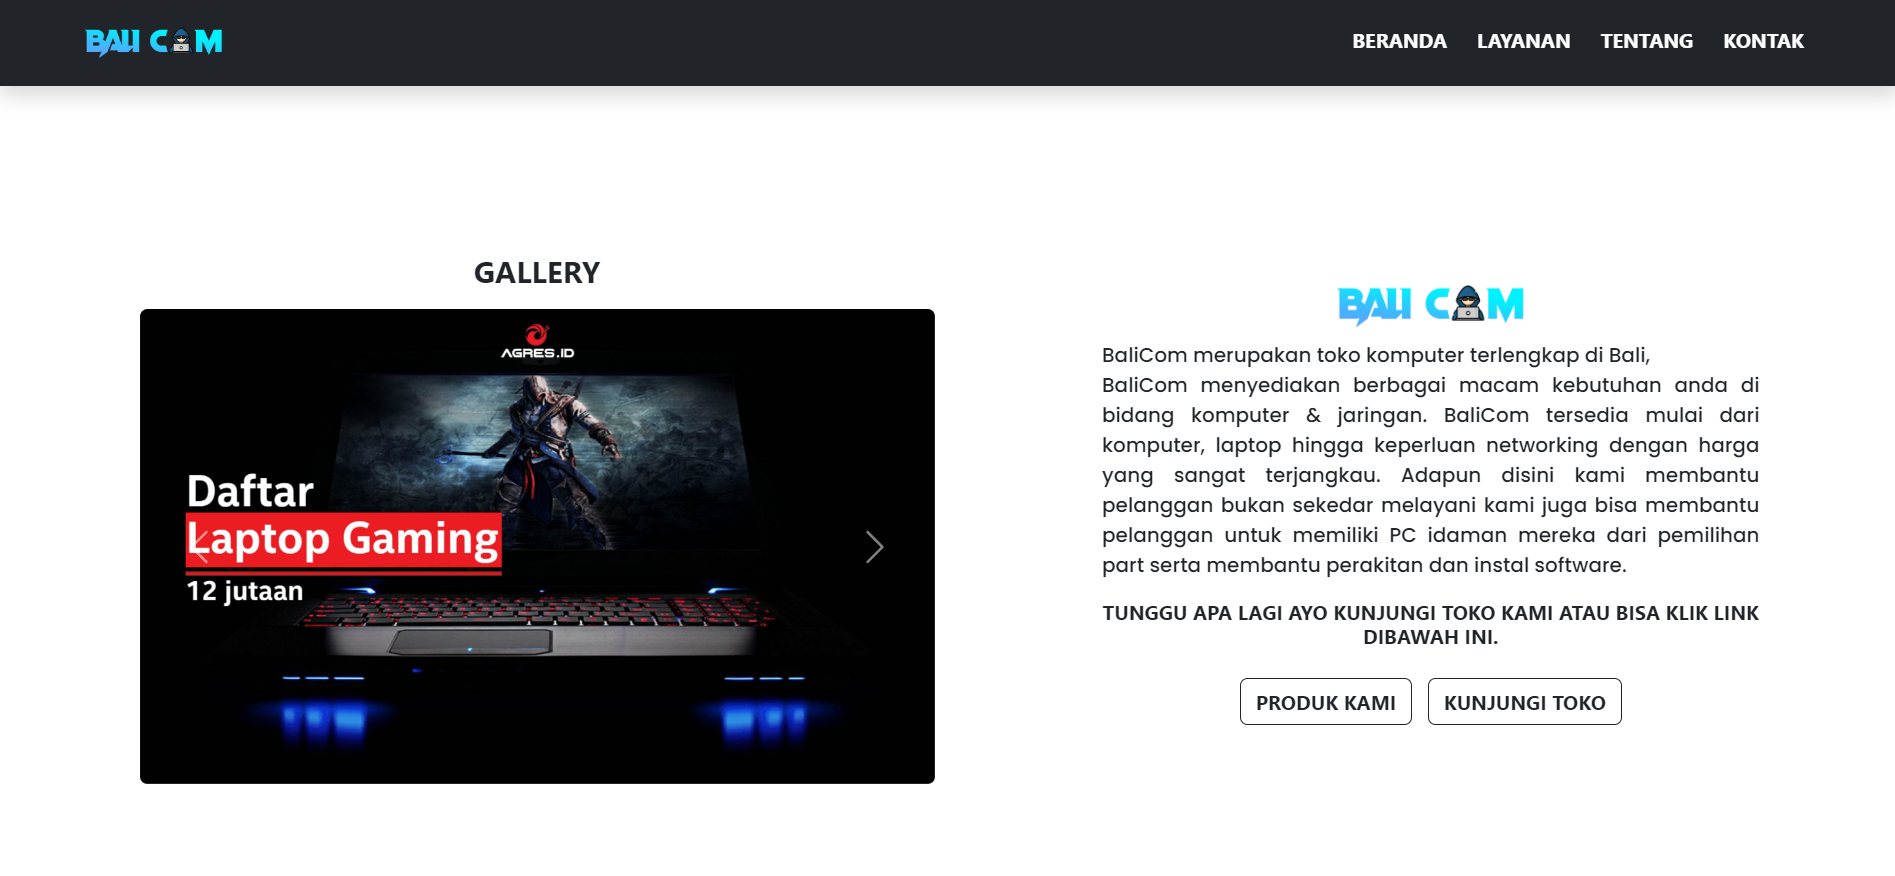 BALI COM
BERANDA LAYANAN TENTANG KONTAK
GALLERY
AGRES.ID
Daftar
Laptop Gaming
12 jutaan
BALI COM
BaliCom merupakan toko komputer terlengkap di Bali,
BaliCom menyediakan berbagai macam kebutuhan anda di
bidang komputer & jaringan. BaliCom tersedia mulai dari
komputer, laptop hingga keperluan networking dengan harga
yang sangat terjangkau. Adapun disini kami membantu
pelanggan bukan sekedar melayani kami juga bisa membantu
pelanggan untuk memiliki PC idaman mereka dari pemilihan
part serta membantu perakitan dan instal software.
TUNGGU APA LAGI AYO KUNJUNGI TOKO KAMI ATAU BISA KLIK LINK
DIBAWAH INI.
PRODUK KAMI KUNJUNGI TOKO